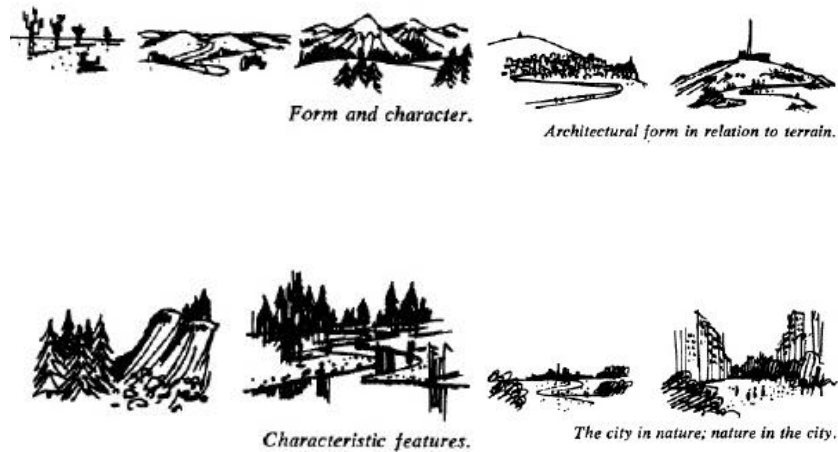 Form and character.
Architectural form in relation to terrain.
Characteristic features.
The city in nature; nature in the city.